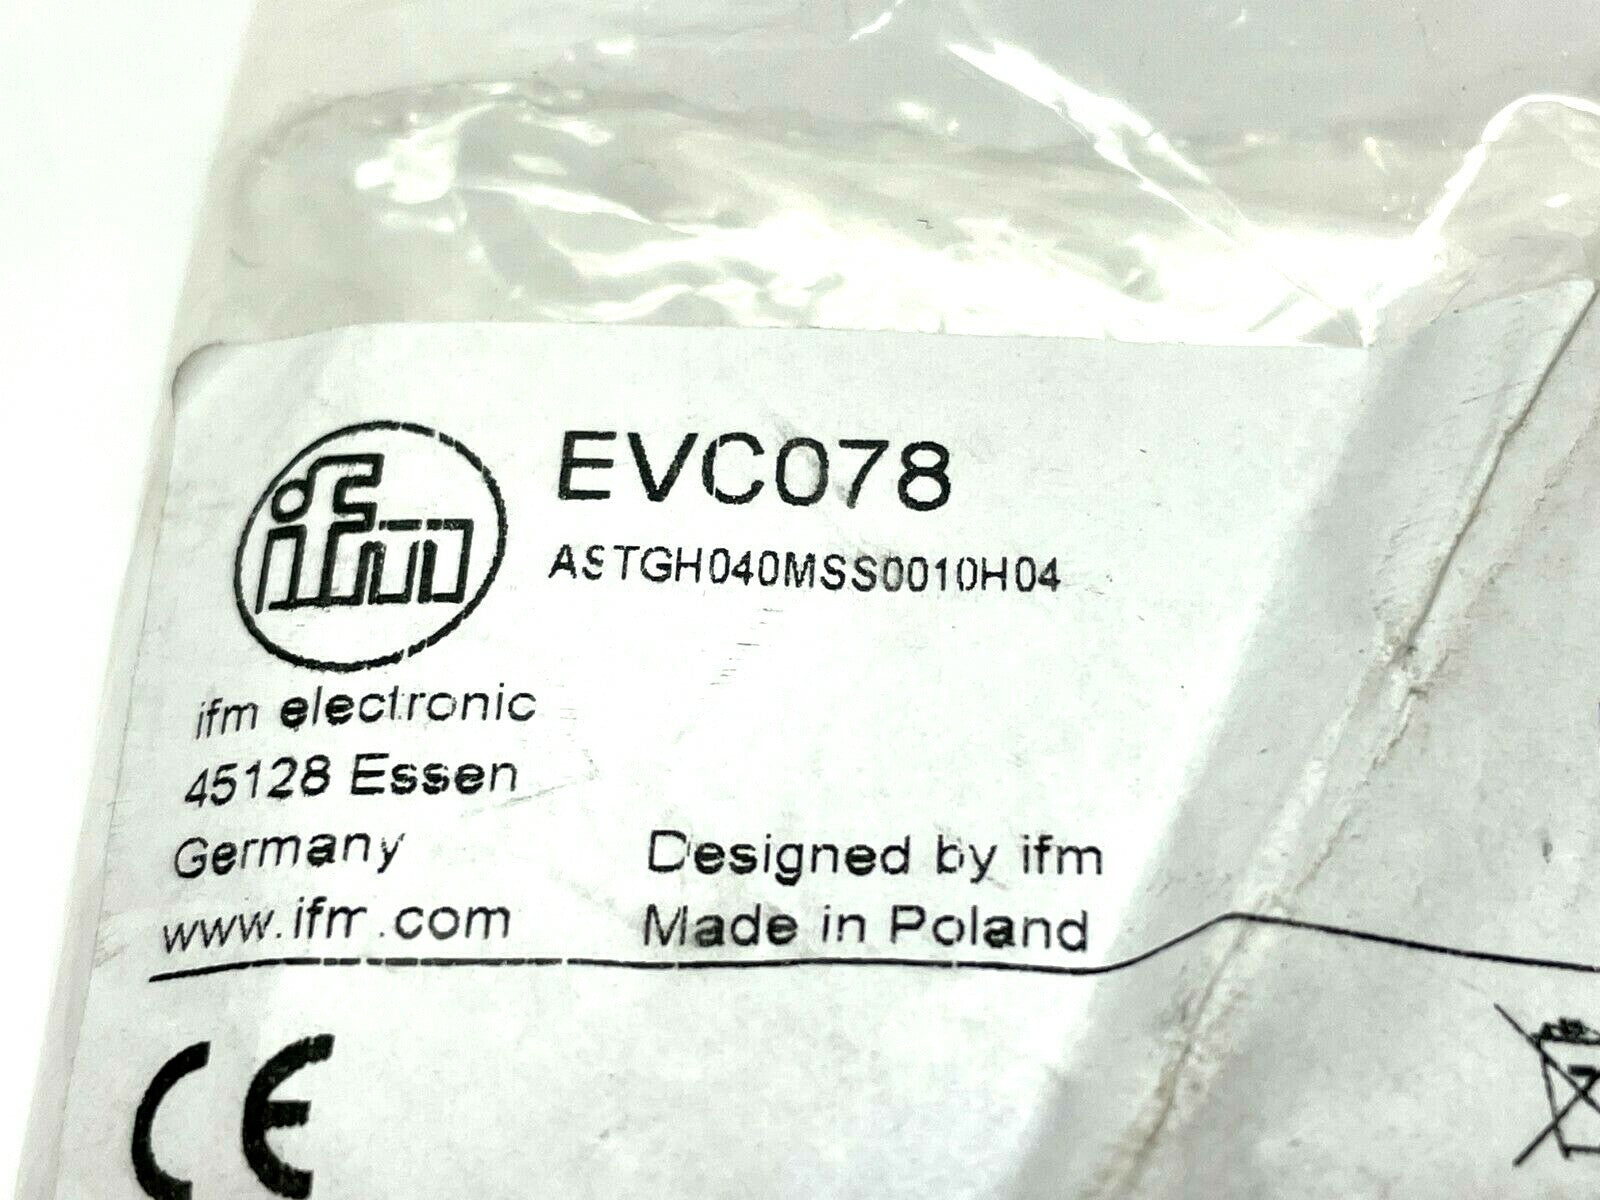 ifm
EVC078
ASTGH040MSS0010H04
ifm electronic
45128 Essen
Germany
www.ifm.com
Designed by ifm
Made in Poland
CE